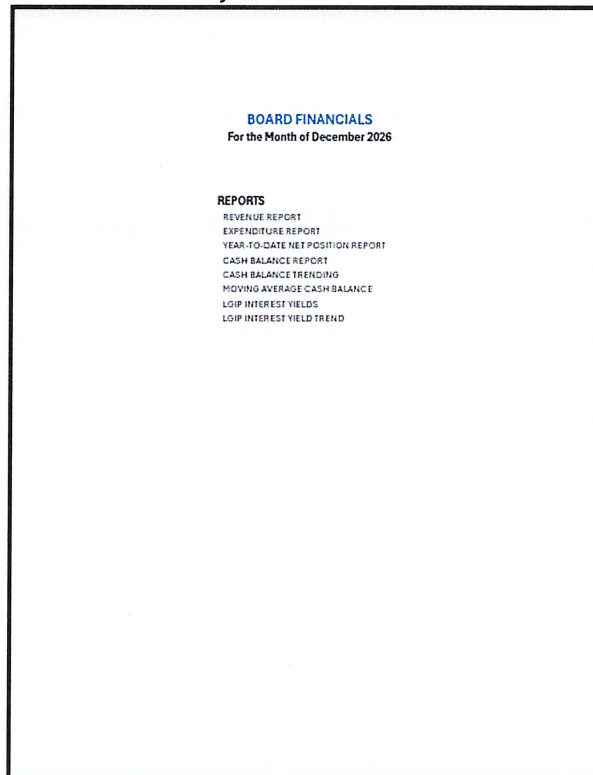 BOARD FINANCIALS
For the Month of December 2026
REPORTS
REVENUE REPORT
EXPENDITURE REPORT
YEAR-TO-DATE NET POSITION REPORT
CASH BALANCE REPORT
CASH BALANCE TRENDING
MOVING AVERAGE CASH BALANCE
LGIP INTEREST YIELDS
LGIP INTEREST YIELD TREND